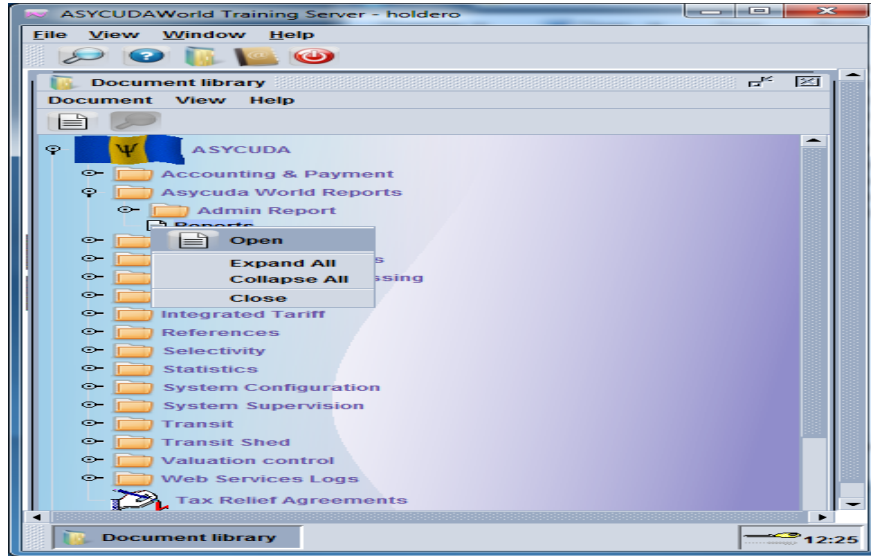 ASYCUDAWorld Training Server - holdero
File View Window Help
Document library
Document View Help
ASYCUDA
Accounting & Payment
Asycuda World Reports
Admin Report
Reports
Open
Expand All
s
Collapse All
ssing
Close
Integrated Tariff
References
Selectivity
Statistics
System Configuration
System Supervision
Transit
Transit Shed
Valuation control
Web Services Logs
Tax Relief Agreements
Document library
12:25